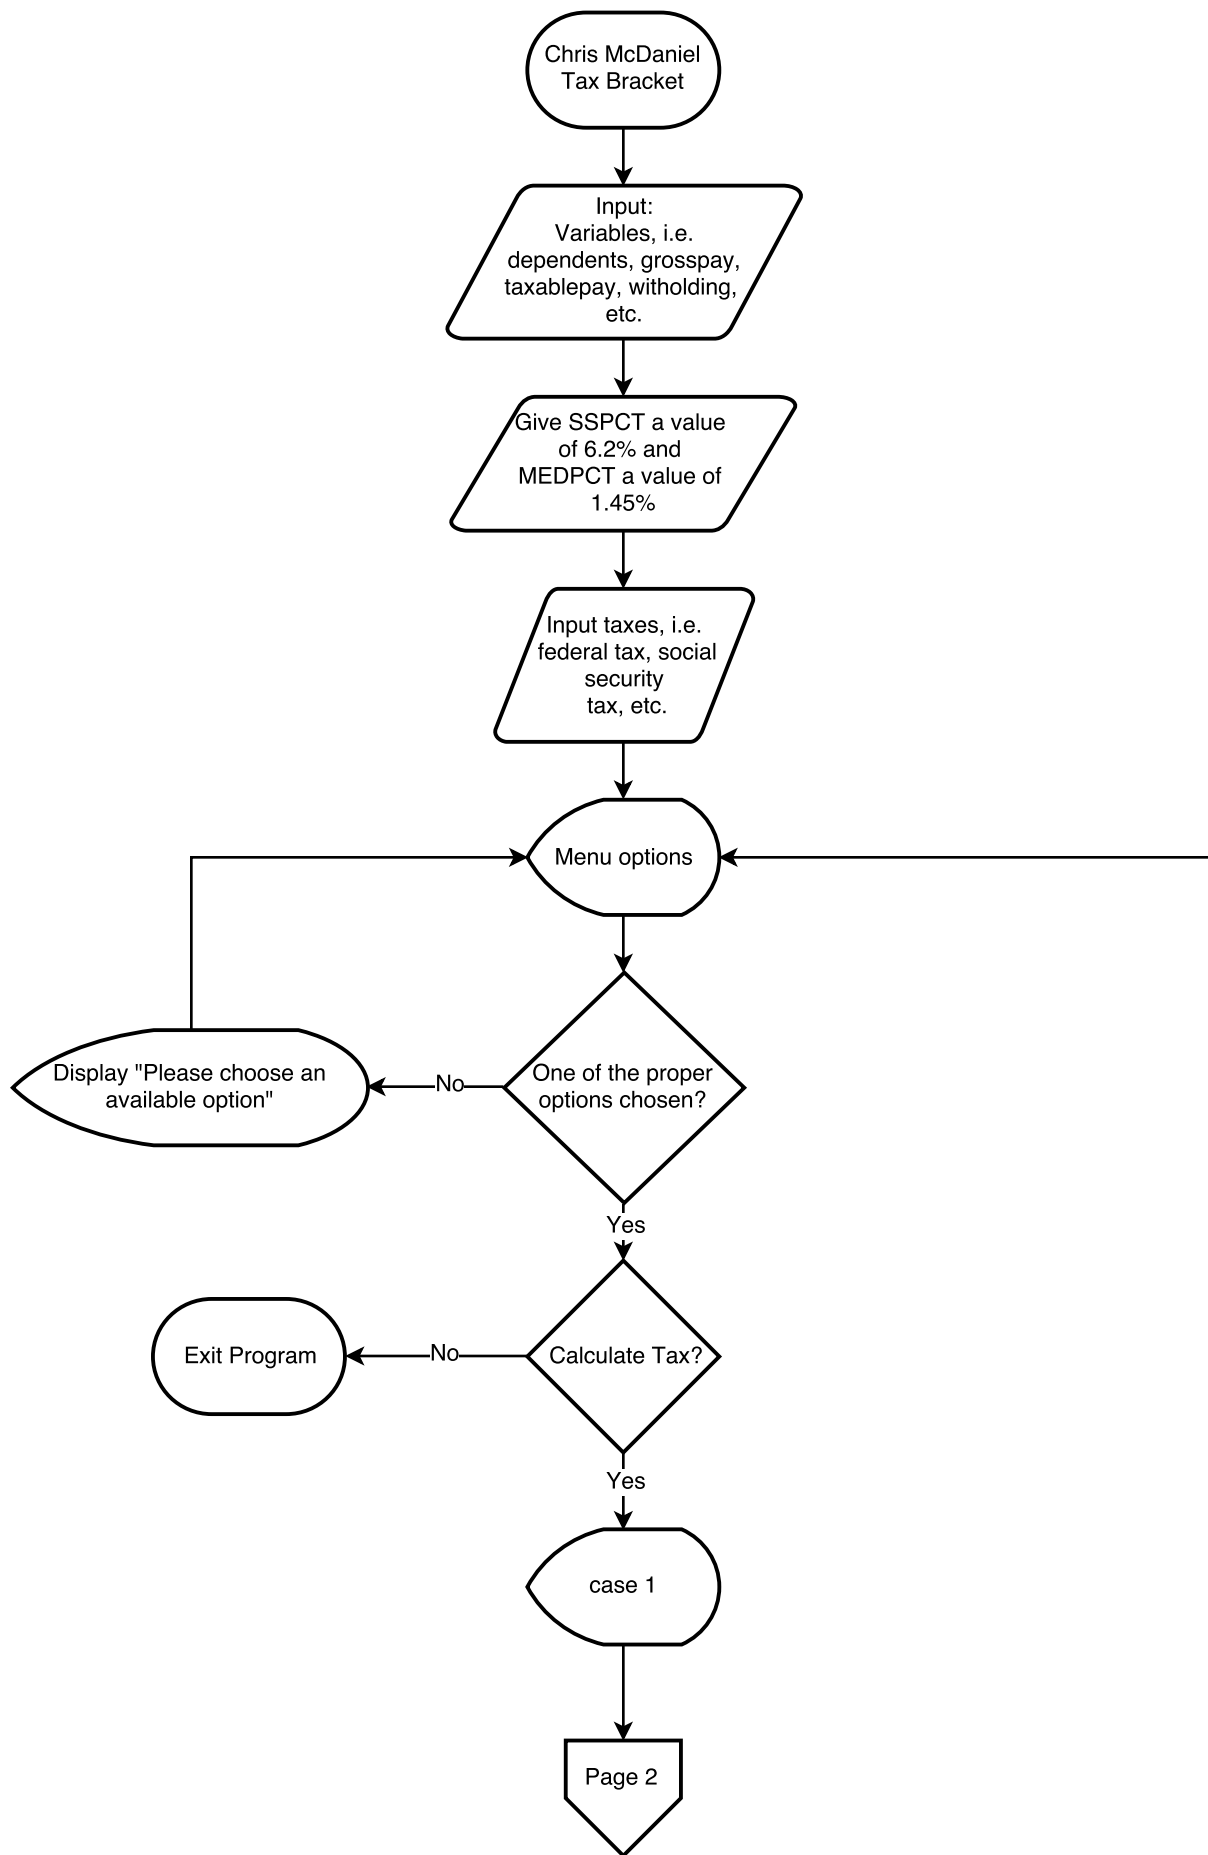 Chris McDaniel
Tax Bracket
Input:
Variables, i.e.
dependents, grosspay,
taxablepay, witholding,
etc.
Give SSPCT a value
of 6.2% and
MEDPCT a value of
1.45%
Input taxes, i.e.
federal tax, social
security
tax, etc.
Menu options
Display "Please choose an
available option"
No
One of the proper
options chosen?
Yes
Exit Program
No
Calculate Tax?
Yes
case 1
Page 2